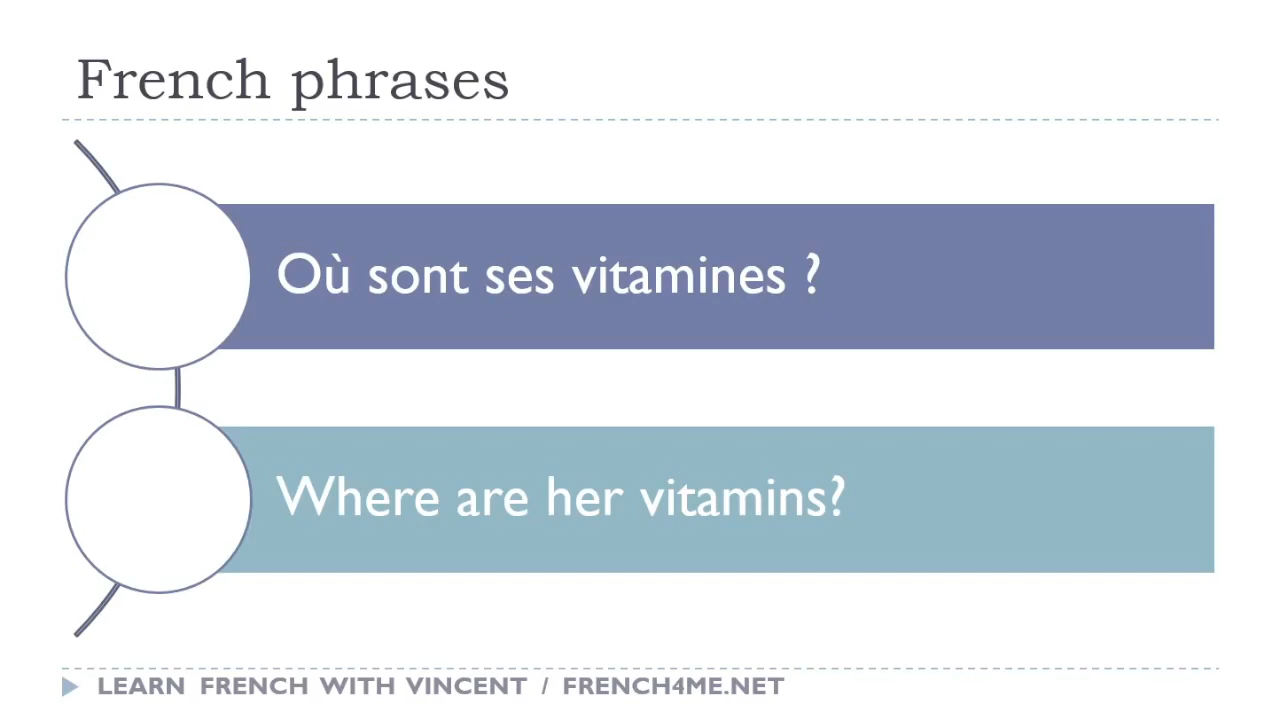 French phrases
Où sont ses vitamines ?
Where are her vitamins?
LEARN FRENCH WITH VINCENT / FRENCH4ME.NET